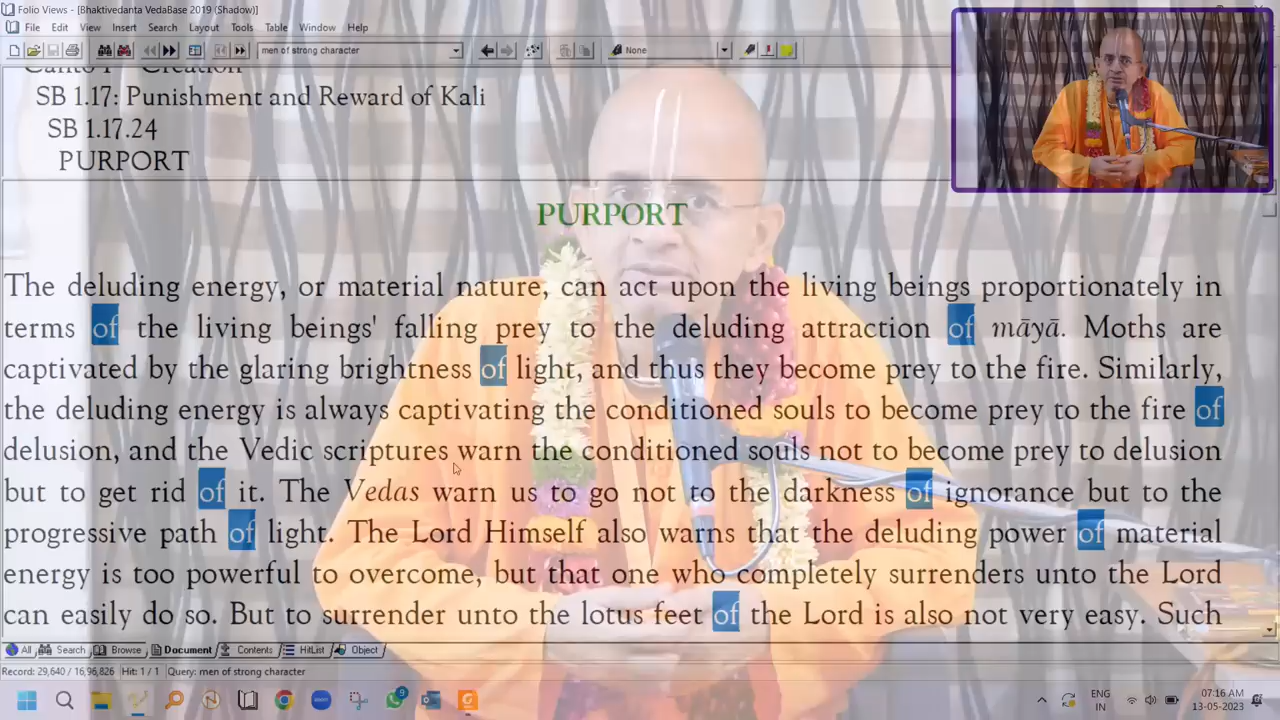 Folio Views - [Bhaktivedanta VedaBase 2019 (Shadow)]
File Edit View Insert Search Layout Tools Table Window Help
men of strong character None
Canto 1 Creation
SB 1.17: Punishment and Reward of Kali
SB 1.17.24
PURPORT
PURPORT
The deluding energy, or material nature, can act upon the living beings proportionately in
terms of the living beings' falling prey to the deluding attraction of māyā. Moths are
captivated by the glaring brightness of light, and thus they become prey to the fire. Similarly,
the deluding energy is always captivating the conditioned souls to become prey to the fire of
delusion, and the Vedic scriptures warn the conditioned souls not to become prey to delusion
but to get rid of it. The Vedas warn us to go not to the darkness of ignorance but to the
progressive path of light. The Lord Himself also warns that the deluding power of material
energy is too powerful to overcome, but that one who completely surrenders unto the Lord
can easily do so. But to surrender unto the lotus feet of the Lord is also not very easy. Such
All Search Browse Document Contents HitList Object
Record: 29,640 / 16,96,826 Hit: 1 / 1 Query: men of strong character
9 ENG 07:16 AM
IN 13-05-2023